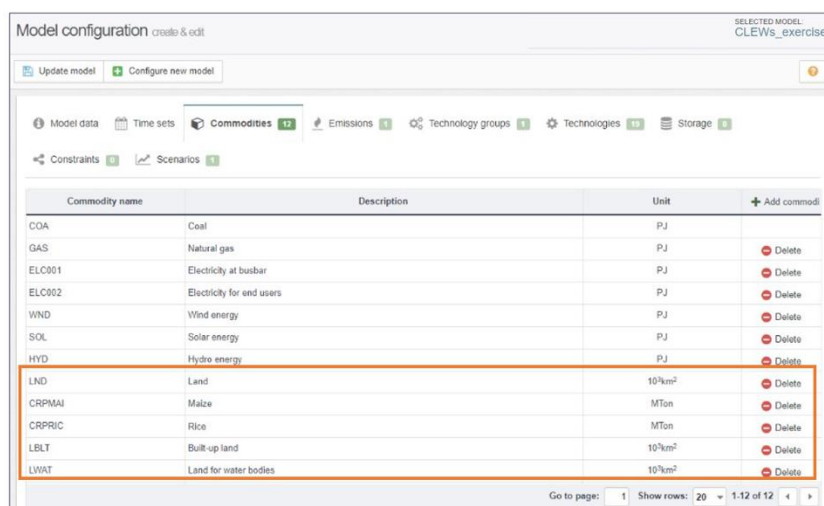 Model configuration create & edit
SELECTED MODEL:
CLEWs_exercise
Update model Configure new model
Model data Time sets Commodities 12 Emissions 1 Technology groups 1 Technologies 19 Storage 0
Constraints 0 Scenarios 1
Commodity name Description Unit Add commodi
COA Coal PJ
GAS Natural gas PJ Delete
ELC001 Electricity at busbar PJ Delete
ELC002 Electricity for end users PJ Delete
WND Wind energy PJ Delete
SOL Solar energy PJ Delete
HYD Hydro energy PJ Delete
LND Land 10³km² Delete
CRPMAI Maize MTon Delete
CRPRIC Rice MTon Delete
LBLT Built-up land 10³km² Delete
LWAT Land for water bodies 10³km² Delete
Go to page: 1 Show rows: 20 1-12 of 12